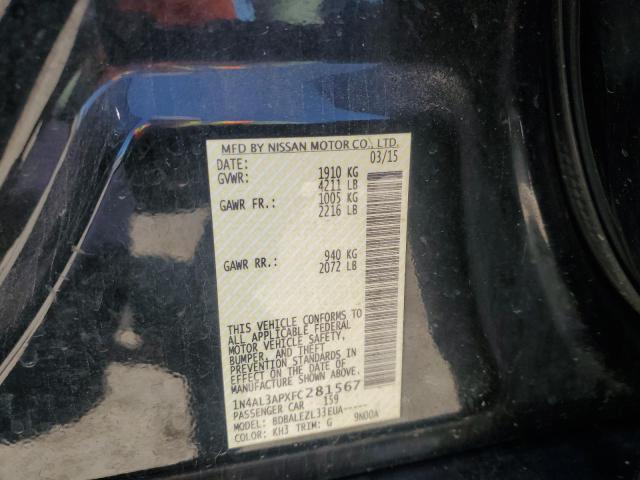 MFD BY NISSAN MOTOR CO., LTD.
DATE: 03/15
GVWR: 1910 KG
4211 LB
GAWR FR.: 1005 KG
2216 LB
GAWR RR.: 940 KG
2072 LB
THIS VEHICLE CONFORMS TO
ALL APPLICABLE FEDERAL
MOTOR VEHICLE SAFETY,
BUMPER, AND THEFT
PREVENTION STANDARDS IN
EFFECT ON THE DATE OF
MANUFACTURE SHOWN ABOVE.
1N4AL3APXFC281567
PASSENGER CAR 159
MODEL: BDBALEZL33EUA-----
COLOR: KH3 TRIM: G 9N00A